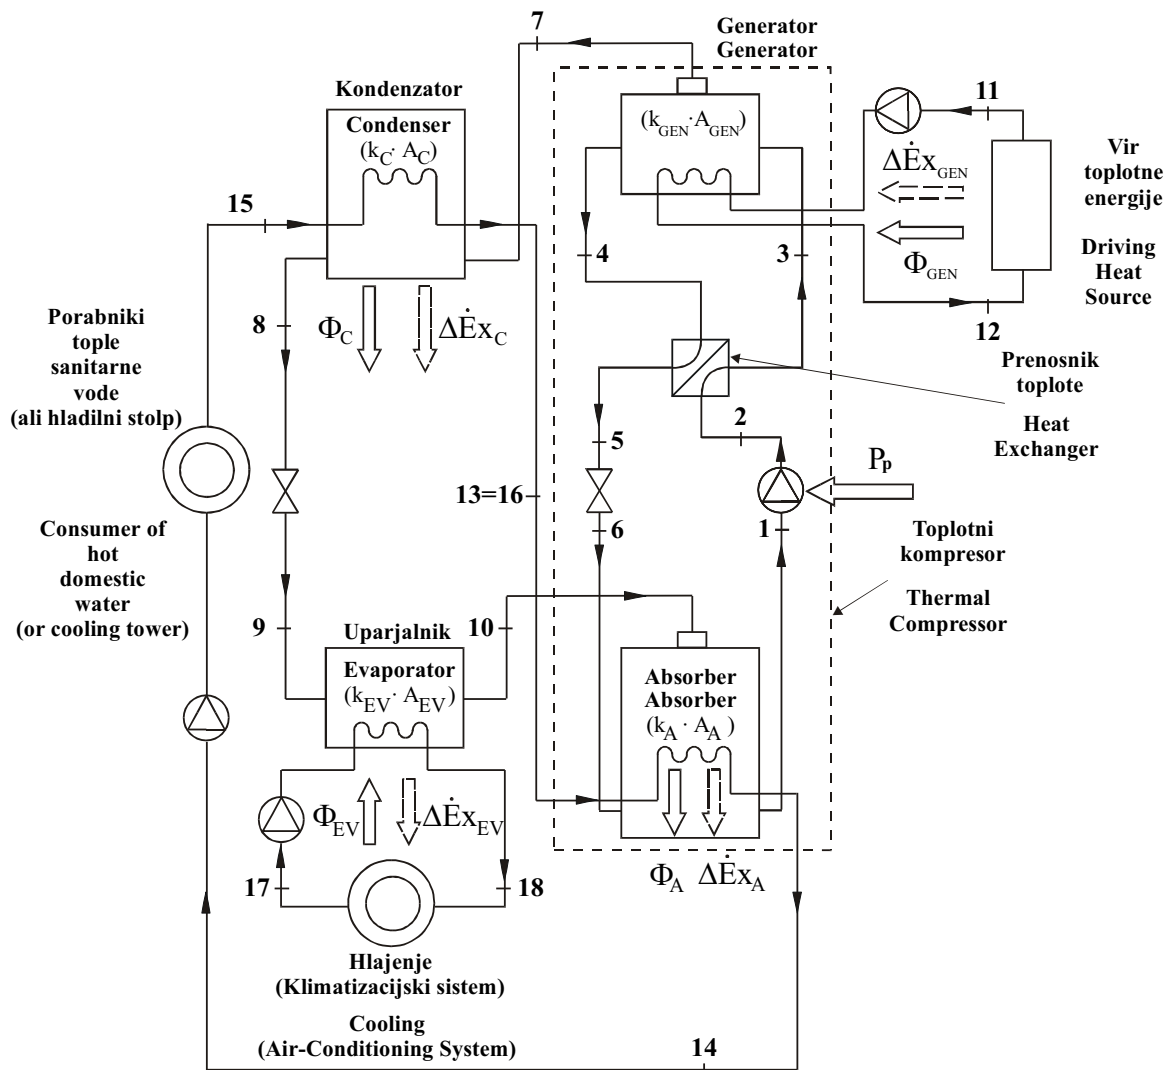 7
Generator
Generator
Kondenzator
Condenser
(k_C · A_C)
(k_GEN · A_GEN)
11
ΔĖx_GEN
Φ_GEN
12
Vir
toplotne
energije
Driving
Heat
Source
15
4
3
8
Φ_C
ΔĖx_C
Porabniki
tople
sanitarne
vode
(ali hladilni stolp)
Consumer of
hot
domestic
water
(or cooling tower)
Prenosnik
toplote
Heat
Exchanger
2
5
P_p
13=16
6
1
Toplotni
kompresor
Thermal
Compressor
9
10
Uparjalnik
Evaporator
(k_EV · A_EV)
Absorber
Absorber
(k_A · A_A)
Φ_EV
ΔĖx_EV
17
18
Φ_A
ΔĖx_A
Hlajenje
(Klimatizacijski sistem)
Cooling
(Air-Conditioning System)
14